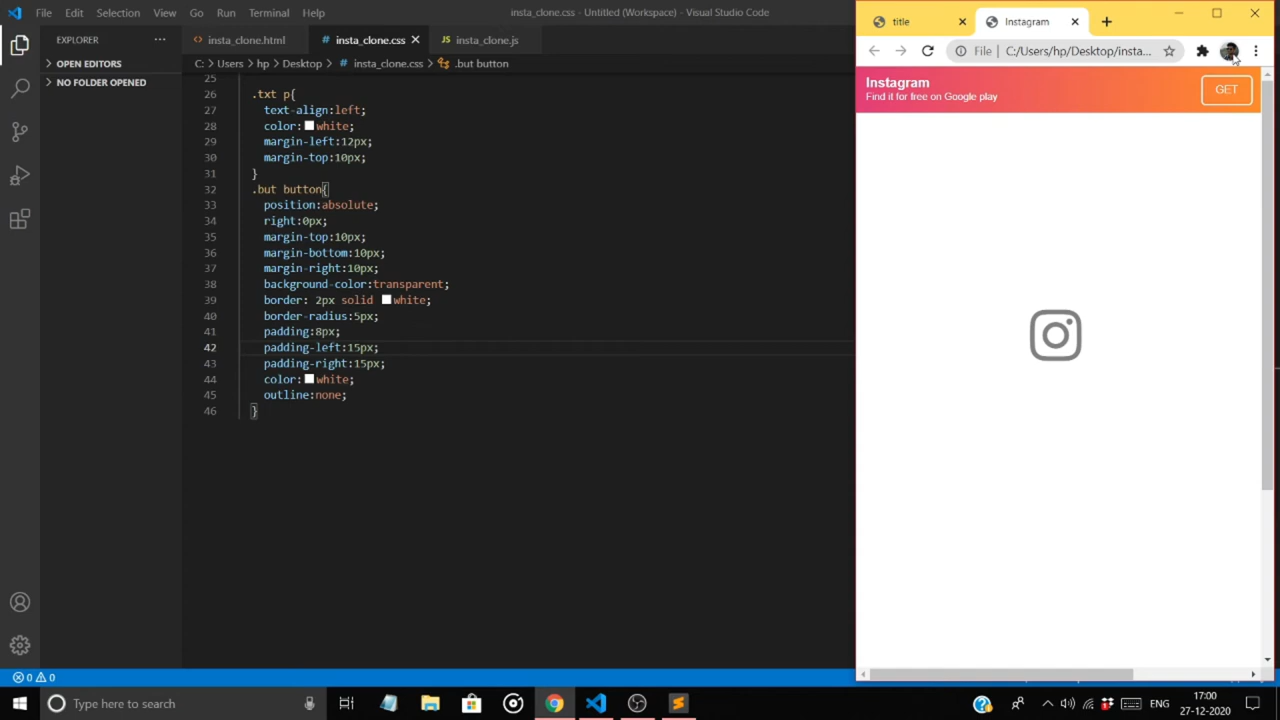 File Edit Selection View Go Run Terminal Help
insta_clone.css - Untitled (Workspace) - Visual Studio Code
EXPLORER
OPEN EDITORS
NO FOLDER OPENED
insta_clone.html
insta_clone.css
JS insta_clone.js
C: > Users > hp > Desktop > # insta_clone.css > .but button
25
26 .txt p{
27 text-align:left;
28 color:white;
29 margin-left:12px;
30 margin-top:10px;
31 }
32 .but button{
33 position:absolute;
34 right:0px;
35 margin-top:10px;
36 margin-bottom:10px;
37 margin-right:10px;
38 background-color:transparent;
39 border: 2px solid white;
40 border-radius:5px;
41 padding:8px;
42 padding-left:15px;
43 padding-right:15px;
44 color:white;
45 outline:none;
46 }
title
Instagram
File | C:/Users/hp/Desktop/insta...
Instagram
Find it for free on Google play
GET
0 0
Type here to search
ENG
17:00
27-12-2020